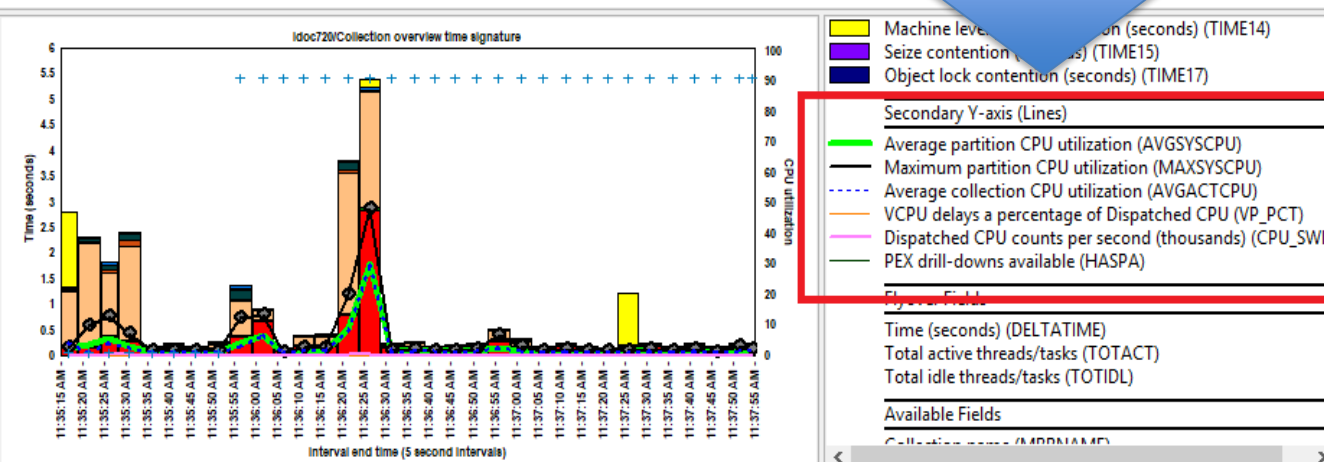 Idoc720/Collection overview time signature
6
5.5
5
4.5
4
3.5
3
2.5
2
1.5
1
0.5
0
Time (seconds)
100
90
80
70
60
50
40
30
20
10
0
CPU utilization
11:35:15 AM
11:35:20 AM
11:35:25 AM
11:35:30 AM
11:35:35 AM
11:35:40 AM
11:35:45 AM
11:35:50 AM
11:35:55 AM
11:36:00 AM
11:36:05 AM
11:36:10 AM
11:36:15 AM
11:36:20 AM
11:36:25 AM
11:36:30 AM
11:36:35 AM
11:36:40 AM
11:36:45 AM
11:36:50 AM
11:36:55 AM
11:37:00 AM
11:37:05 AM
11:37:10 AM
11:37:15 AM
11:37:20 AM
11:37:25 AM
11:37:30 AM
11:37:35 AM
11:37:40 AM
11:37:45 AM
11:37:50 AM
11:37:55 AM
Interval end time (5 second intervals)
Machine (seconds) (TIME14)
Seize contention (TIME15)
Object lock contention (seconds) (TIME17)
Secondary Y-axis (Lines)
Average partition CPU utilization (AVGSYSCPU)
Maximum partition CPU utilization (MAXSYSCPU)
Average collection CPU utilization (AVGACTCPU)
VCPU delays a percentage of Dispatched CPU (VP_PCT)
Dispatched CPU counts per second (thousands)
PEX drill-downs available (HASPA)
Flyover Fields
Time (seconds) (DELTATIME)
Total active threads/tasks (TOTACT)
Total idle threads/tasks (TOTIDL)
Available Fields
Collection name (MBRNAME)